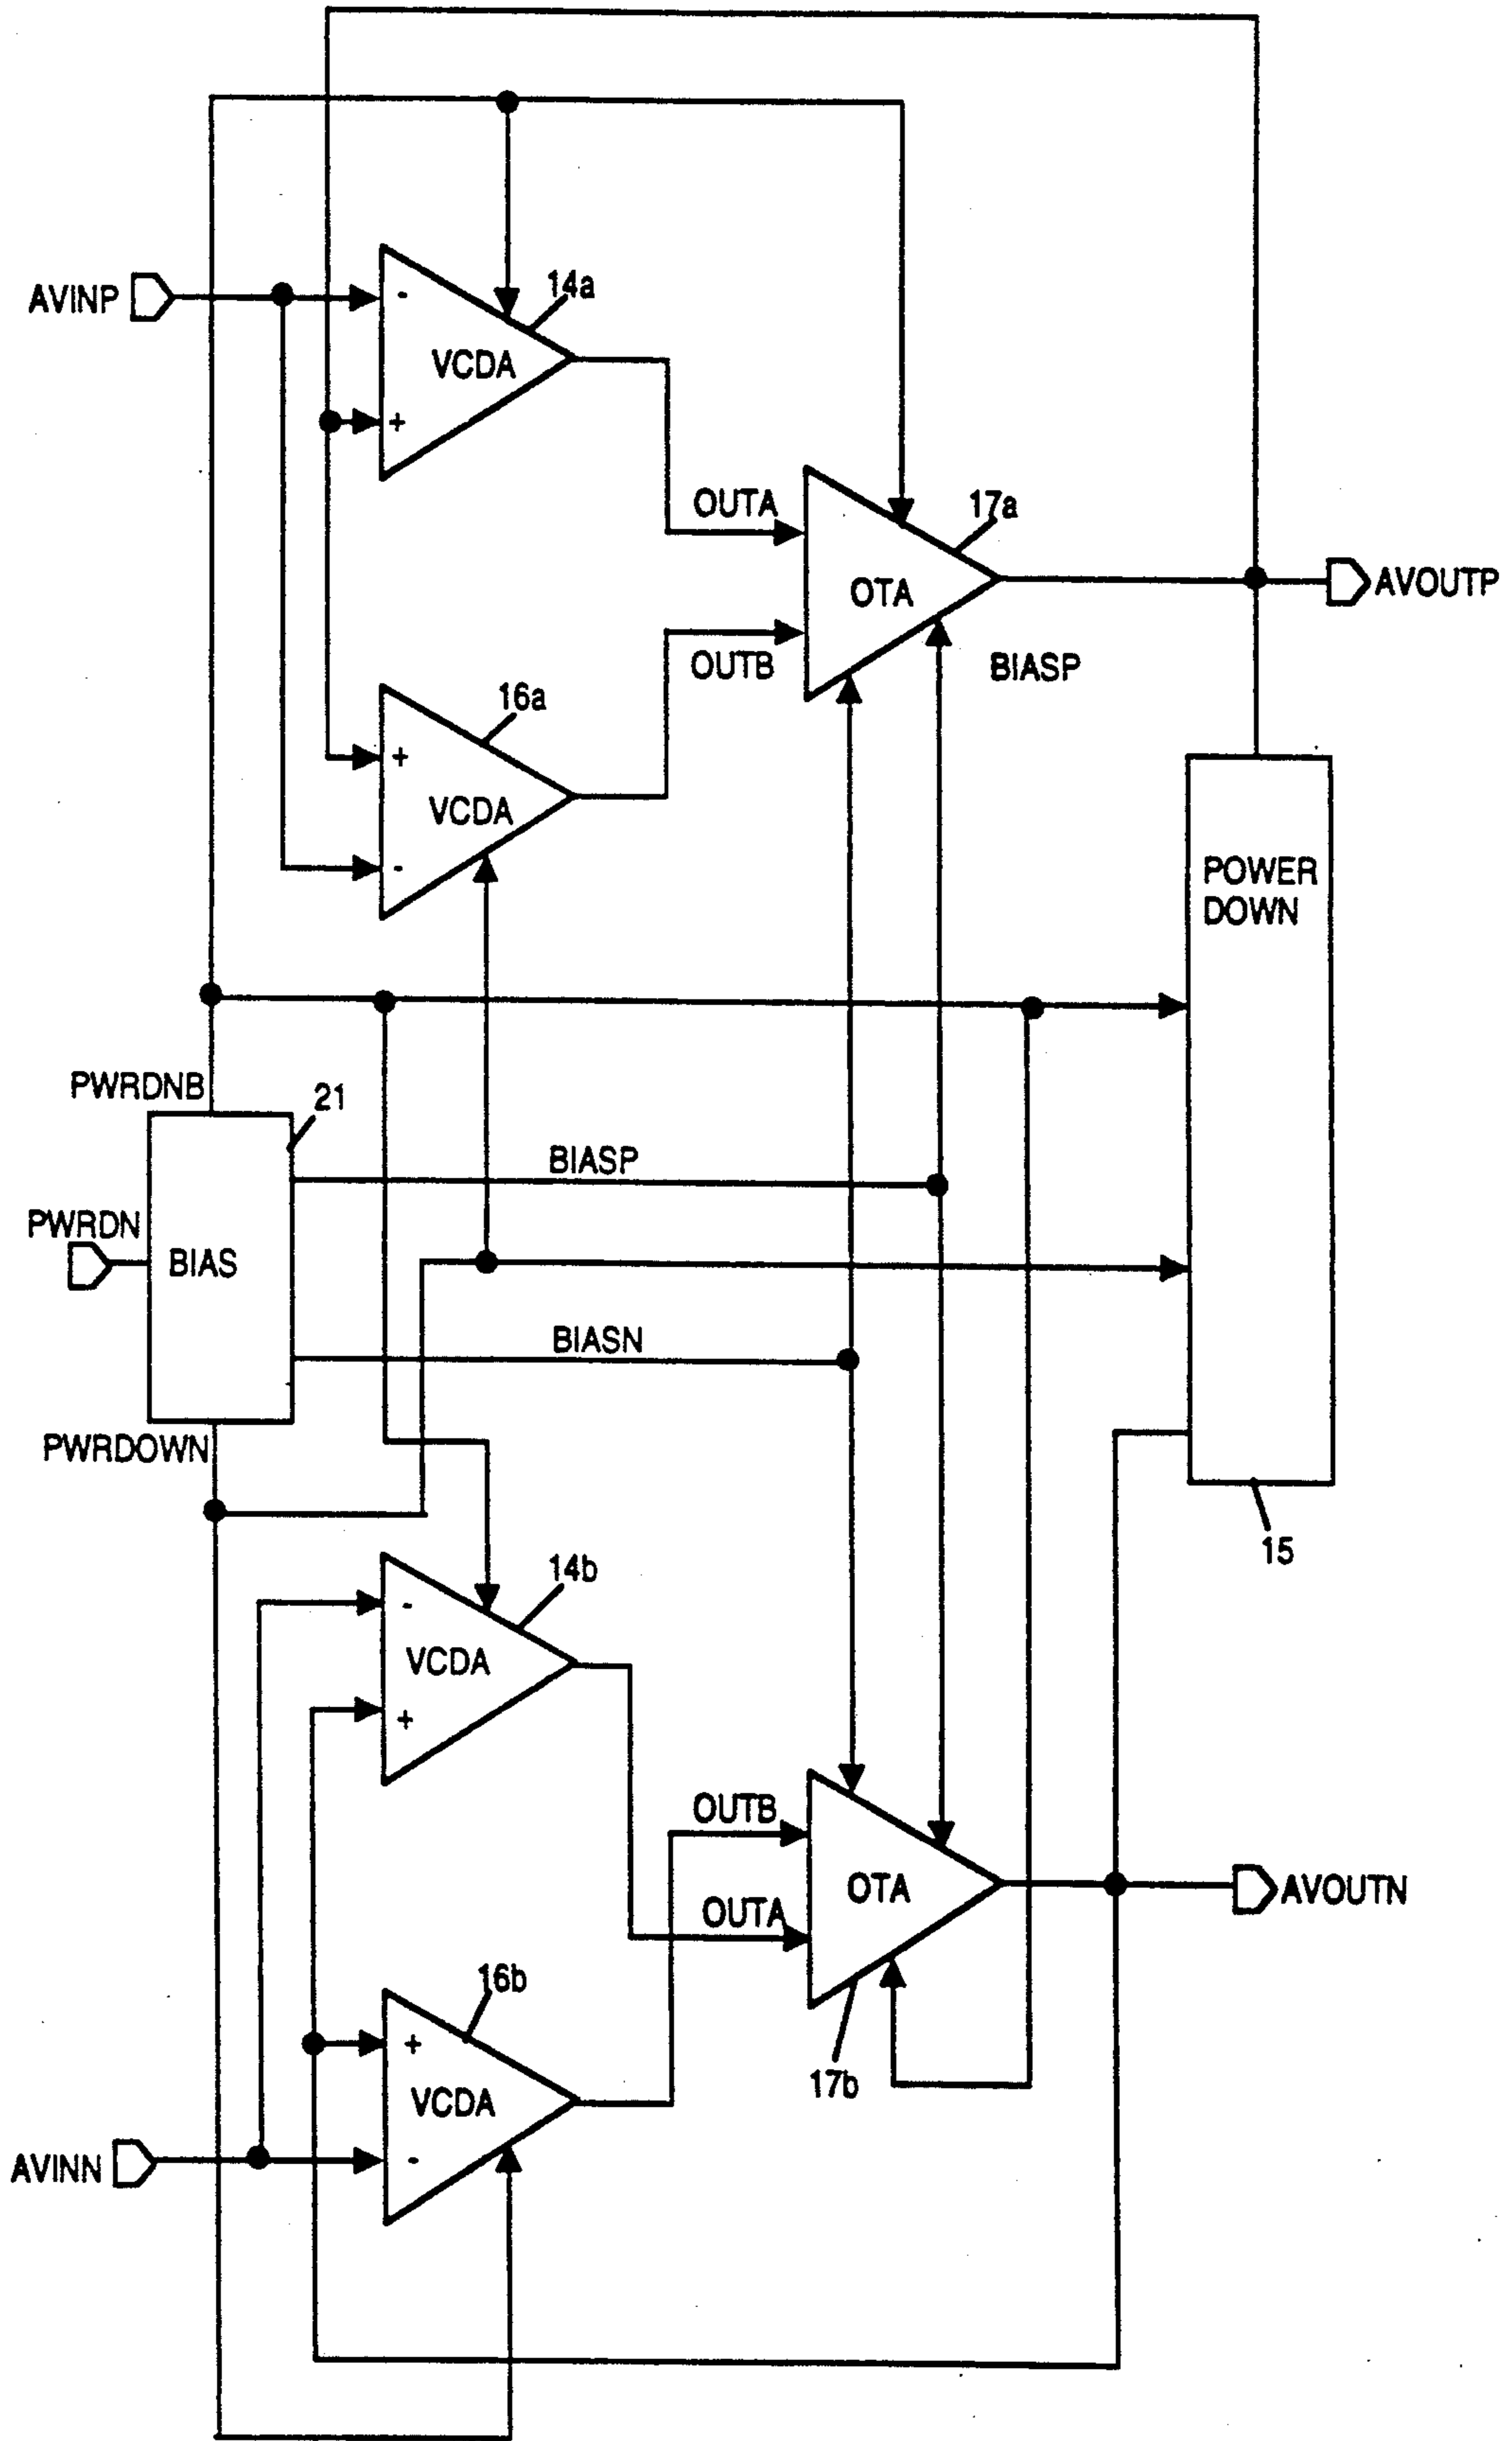 14a
AVINP
-
VCDA
+
OUTA
17a
OTA
AVOUTP
OUTB
BIASP
16a
+
VCDA
-
POWER
DOWN
PWRDNB
21
BIASP
PWRDN
BIAS
BIASN
PWRDOWN
15
14b
-
VCDA
+
OUTB
OTA
AVOUTN
OUTA
16b
+
17b
VCDA
AVINN
-